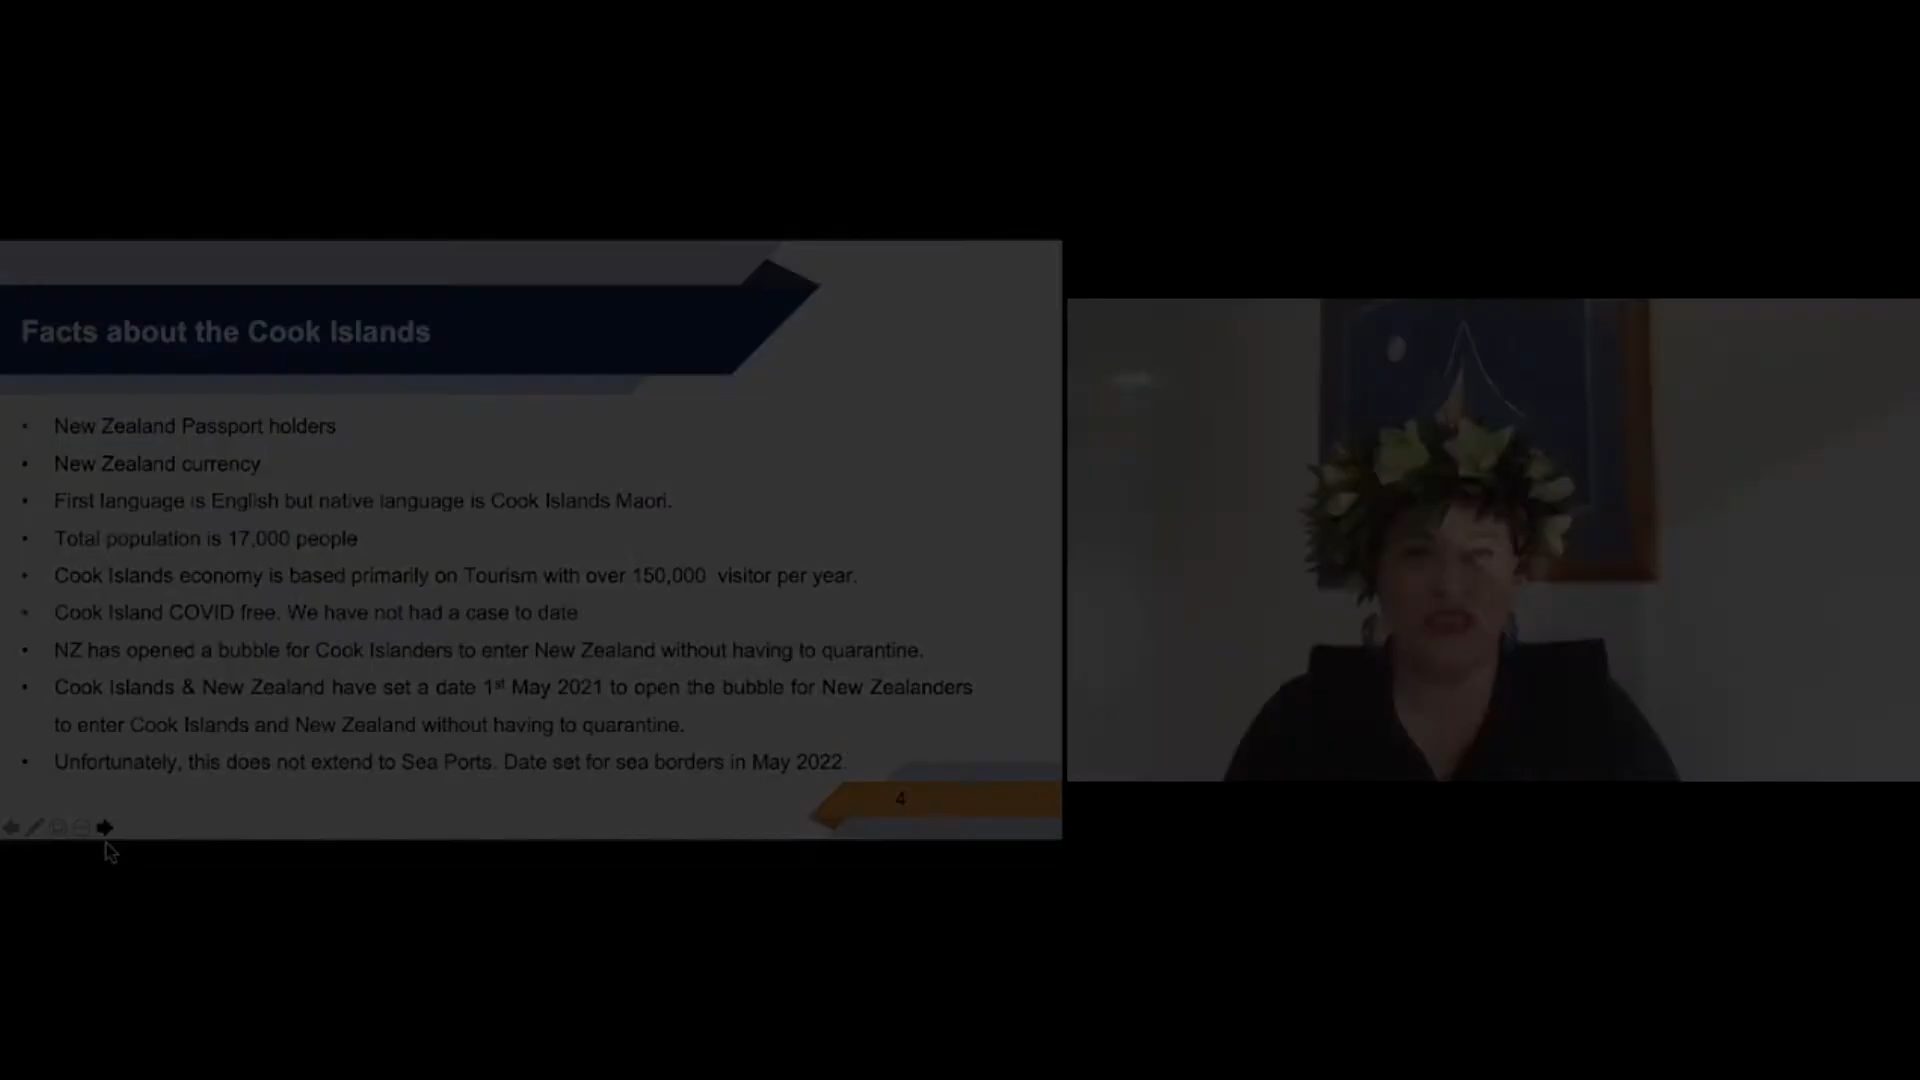 Facts about the Cook Islands
• New Zealand Passport holders
• New Zealand currency
• First language is English but native language is Cook Islands Maori.
• Total population is 17,000 people
• Cook Islands economy is based primarily on Tourism with over 150,000 visitor per year.
• Cook Island COVID free. We have not had a case to date
• NZ has opened a bubble for Cook Islanders to enter New Zealand without having to quarantine.
• Cook Islands & New Zealand have set a date 1st May 2021 to open the bubble for New Zealanders
to enter Cook Islands and New Zealand without having to quarantine.
• Unfortunately, this does not extend to Sea Ports. Date set for sea borders in May 2022.
4